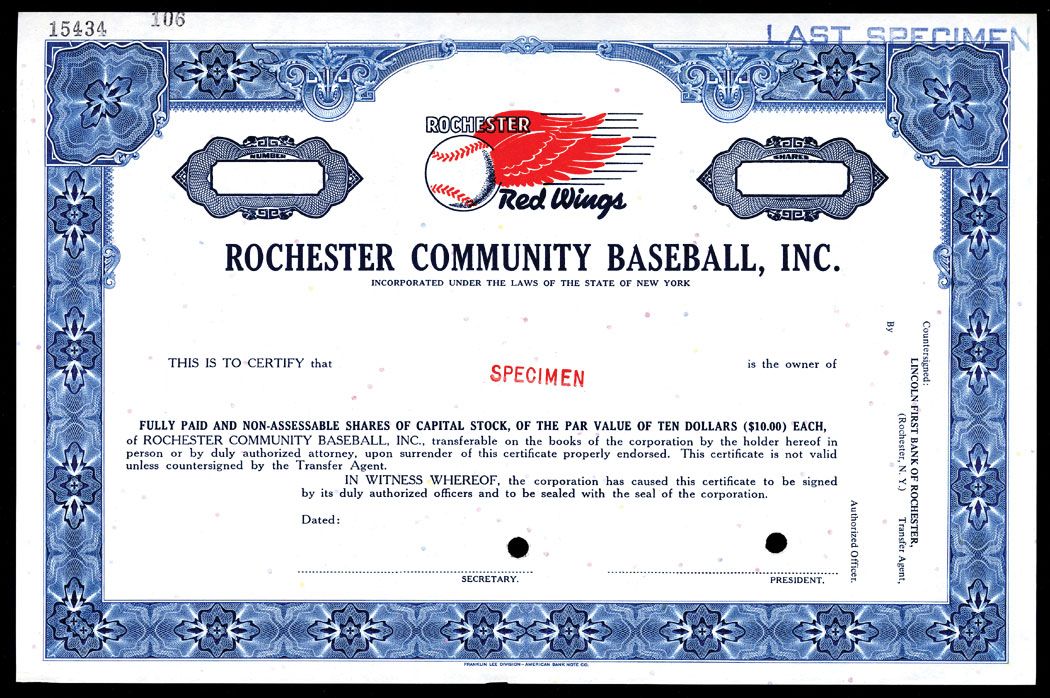 15434
106
LAST SPECIMEN
NUMBER
SHARES
ROCHESTER
Red Wings
ROCHESTER COMMUNITY BASEBALL, INC.
INCORPORATED UNDER THE LAWS OF THE STATE OF NEW YORK
THIS IS TO CERTIFY that
SPECIMEN
is the owner of
FULLY PAID AND NON-ASSESSABLE SHARES OF CAPITAL STOCK, OF THE PAR VALUE OF TEN DOLLARS ($10.00) EACH,
of ROCHESTER COMMUNITY BASEBALL, INC., transferable on the books of the corporation by the holder hereof in
person or by duly authorized attorney, upon surrender of this certificate properly endorsed. This certificate is not valid
unless countersigned by the Transfer Agent.
IN WITNESS WHEREOF, the corporation has caused this certificate to be signed
by its duly authorized officers and to be sealed with the seal of the corporation.
Dated:
SECRETARY.
PRESIDENT.
Countersigned:
LINCOLN FIRST BANK OF ROCHESTER,
(Rochester, N. Y.) Transfer Agent,
By
Authorized Officer.
FRANKLIN LEE DIVISION-AMERICAN BANK NOTE CO.